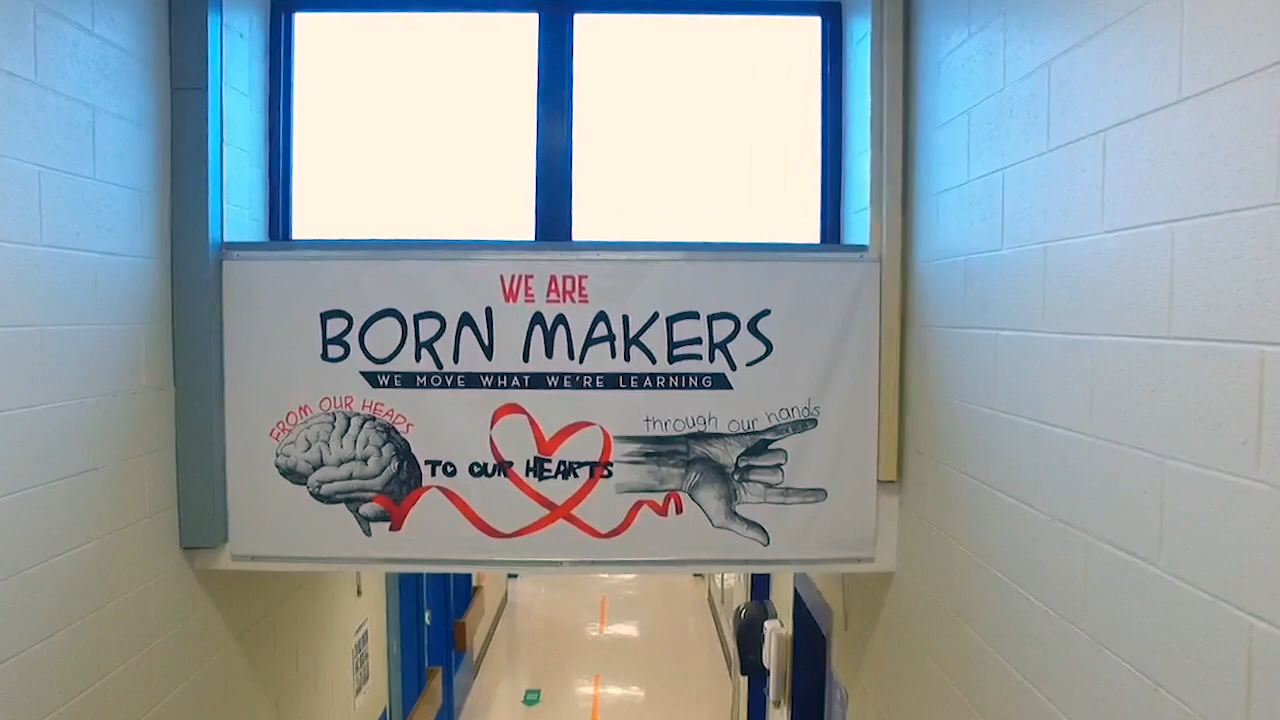 WE ARE
BORN MAKERS
WE MOVE WHAT WE'RE LEARNING
FROM OUR HEADS
TO OUR HEARTS
through our hands